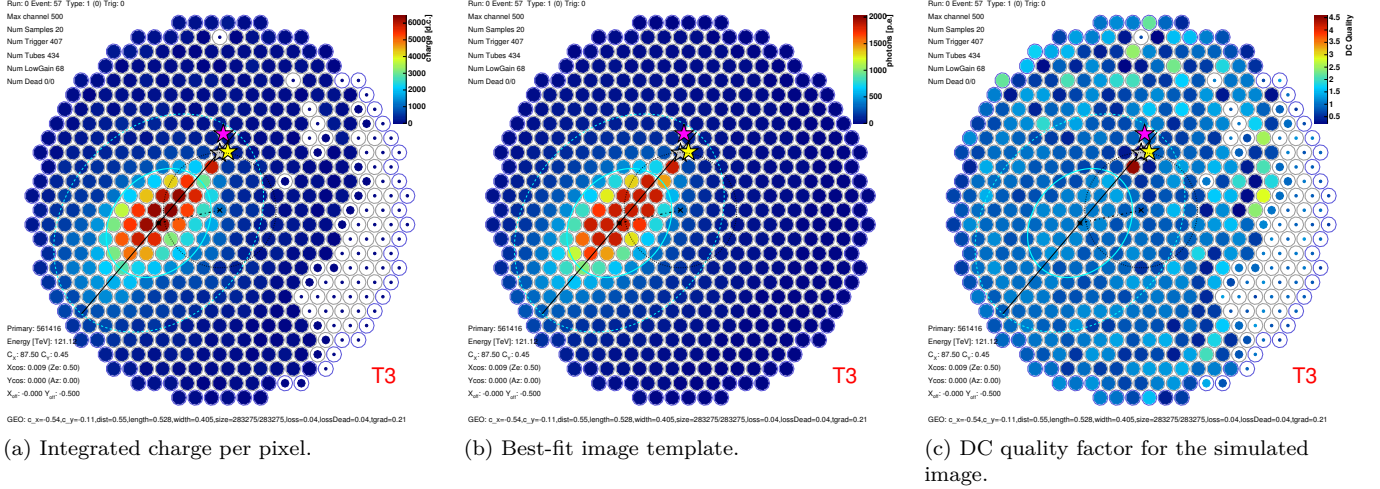 Run: 0 Event: 57 Type: 1 (0) Trig: 0
Max channel 500
Num Samples 20
Num Trigger 407
Num Tubes 434
Num LowGain 68
Num Dead 0/0
6000
5000
4000
3000
2000
1000
0
charge [d.c.]
Primary: 561416
Energy [TeV]: 121.12
Cx: 87.50 CY: 0.45
Xcos: 0.009 (Ze: 0.50)
Ycos: 0.000 (Az: 0.00)
Xoff: -0.000 Yoff: -0.500
T3
GEO: c_x=-0.54,c_y=-0.11,dist=0.55,length=0.528,width=0.405,size=283275/283275,loss=0.04,lossDead=0.04,tgrad=0.21
(a) Integrated charge per pixel.
Run: 0 Event: 57 Type: 1 (0) Trig: 0
Max channel 500
Num Samples 20
Num Trigger 407
Num Tubes 434
Num LowGain 68
Num Dead 0/0
2000
1500
1000
500
0
photons [p.e.]
Primary: 561416
Energy [TeV]: 121.12
Cx: 87.50 CY: 0.45
Xcos: 0.009 (Ze: 0.50)
Ycos: 0.000 (Az: 0.00)
Xoff: -0.000 Yoff: -0.500
T3
GEO: c_x=-0.54,c_y=-0.11,dist=0.55,length=0.528,width=0.405,size=283275/283275,loss=0.04,lossDead=0.04,tgrad=0.21
(b) Best-fit image template.
Run: 0 Event: 57 Type: 1 (0) Trig: 0
Max channel 500
Num Samples 20
Num Trigger 407
Num Tubes 434
Num LowGain 68
Num Dead 0/0
4.5
4
3.5
3
2.5
2
1.5
1
0.5
DC Quality
Primary: 561416
Energy [TeV]: 121.12
Cx: 87.50 CY: 0.45
Xcos: 0.009 (Ze: 0.50)
Ycos: 0.000 (Az: 0.00)
Xoff: -0.000 Yoff: -0.500
T3
GEO: c_x=-0.54,c_y=-0.11,dist=0.55,length=0.528,width=0.405,size=283275/283275,loss=0.04,lossDead=0.04,tgrad=0.21
(c) DC quality factor for the simulated
image.